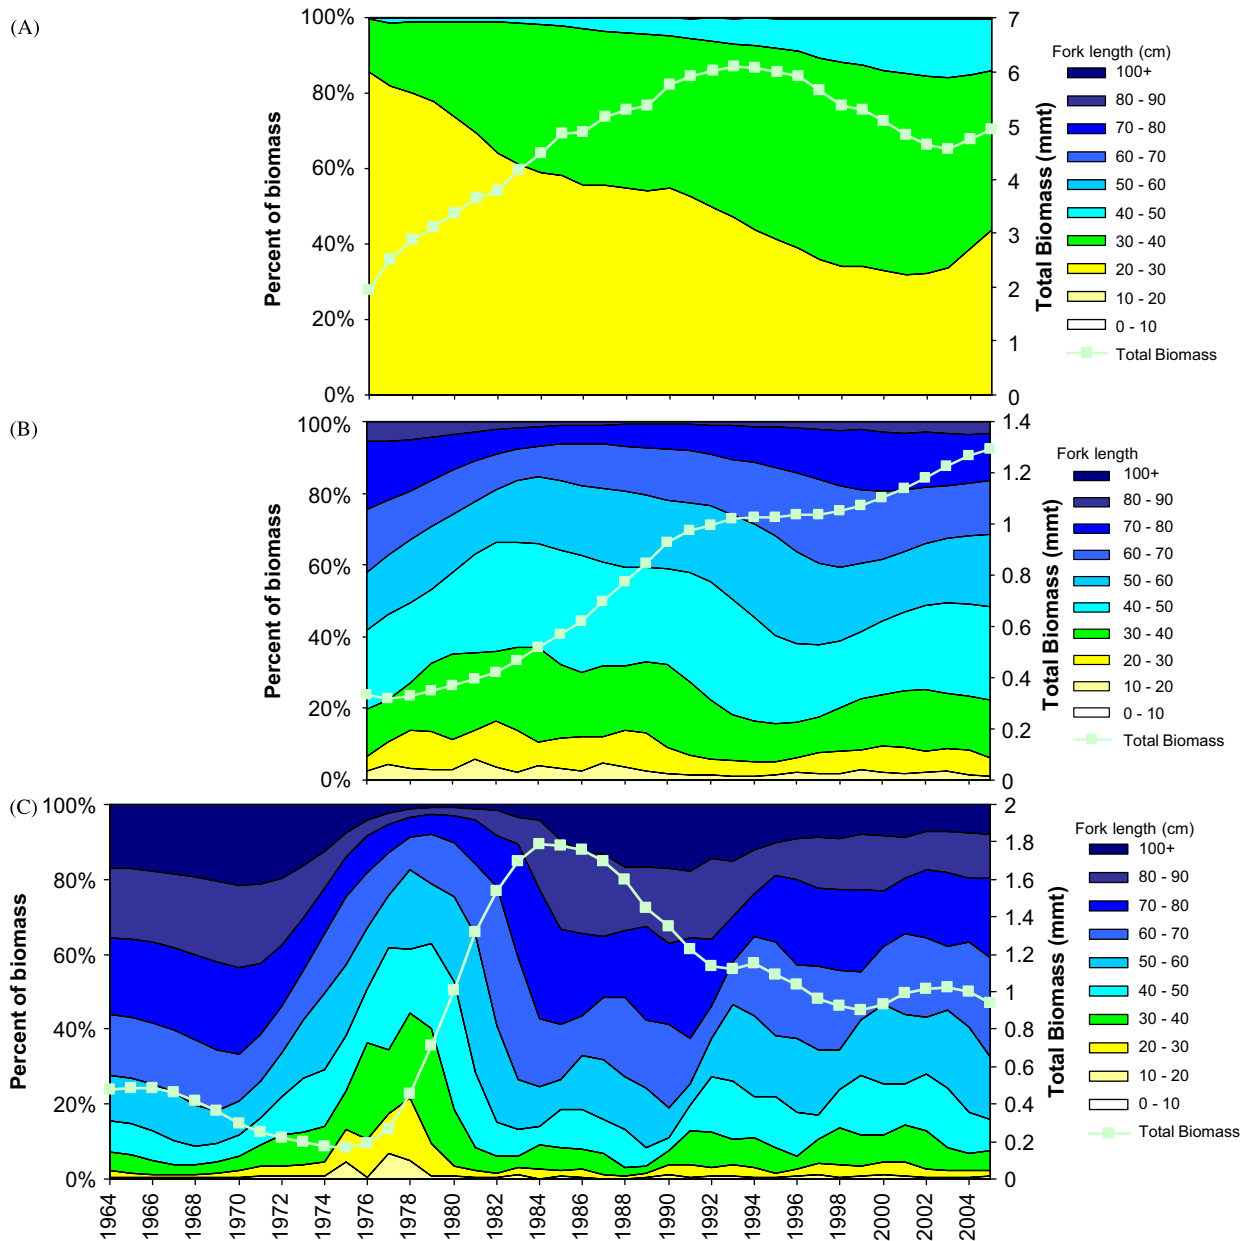 (A)
100%
80%
60%
40%
20%
0%
Percent of biomass
7
6
5
4
3
2
1
0
Total Biomass (mmt)
Fork length (cm)
100+
80 - 90
70 - 80
60 - 70
50 - 60
40 - 50
30 - 40
20 - 30
10 - 20
0 - 10
Total Biomass
(B)
100%
80%
60%
40%
20%
0%
Percent of biomass
1.4
1.2
1
0.8
0.6
0.4
0.2
0
Total Biomass (mmt)
Fork length
100+
80 - 90
70 - 80
60 - 70
50 - 60
40 - 50
30 - 40
20 - 30
10 - 20
0 - 10
Total Biomass
(C)
100%
80%
60%
40%
20%
0%
Percent of biomass
2
1.8
1.6
1.4
1.2
1
0.8
0.6
0.4
0.2
0
Total Biomass (mmt)
Fork length (cm)
100+
80 - 90
70 - 80
60 - 70
50 - 60
40 - 50
30 - 40
20 - 30
10 - 20
0 - 10
Total Biomass
1964
1966
1968
1970
1972
1974
1976
1978
1980
1982
1984
1986
1988
1990
1992
1994
1996
1998
2000
2002
2004